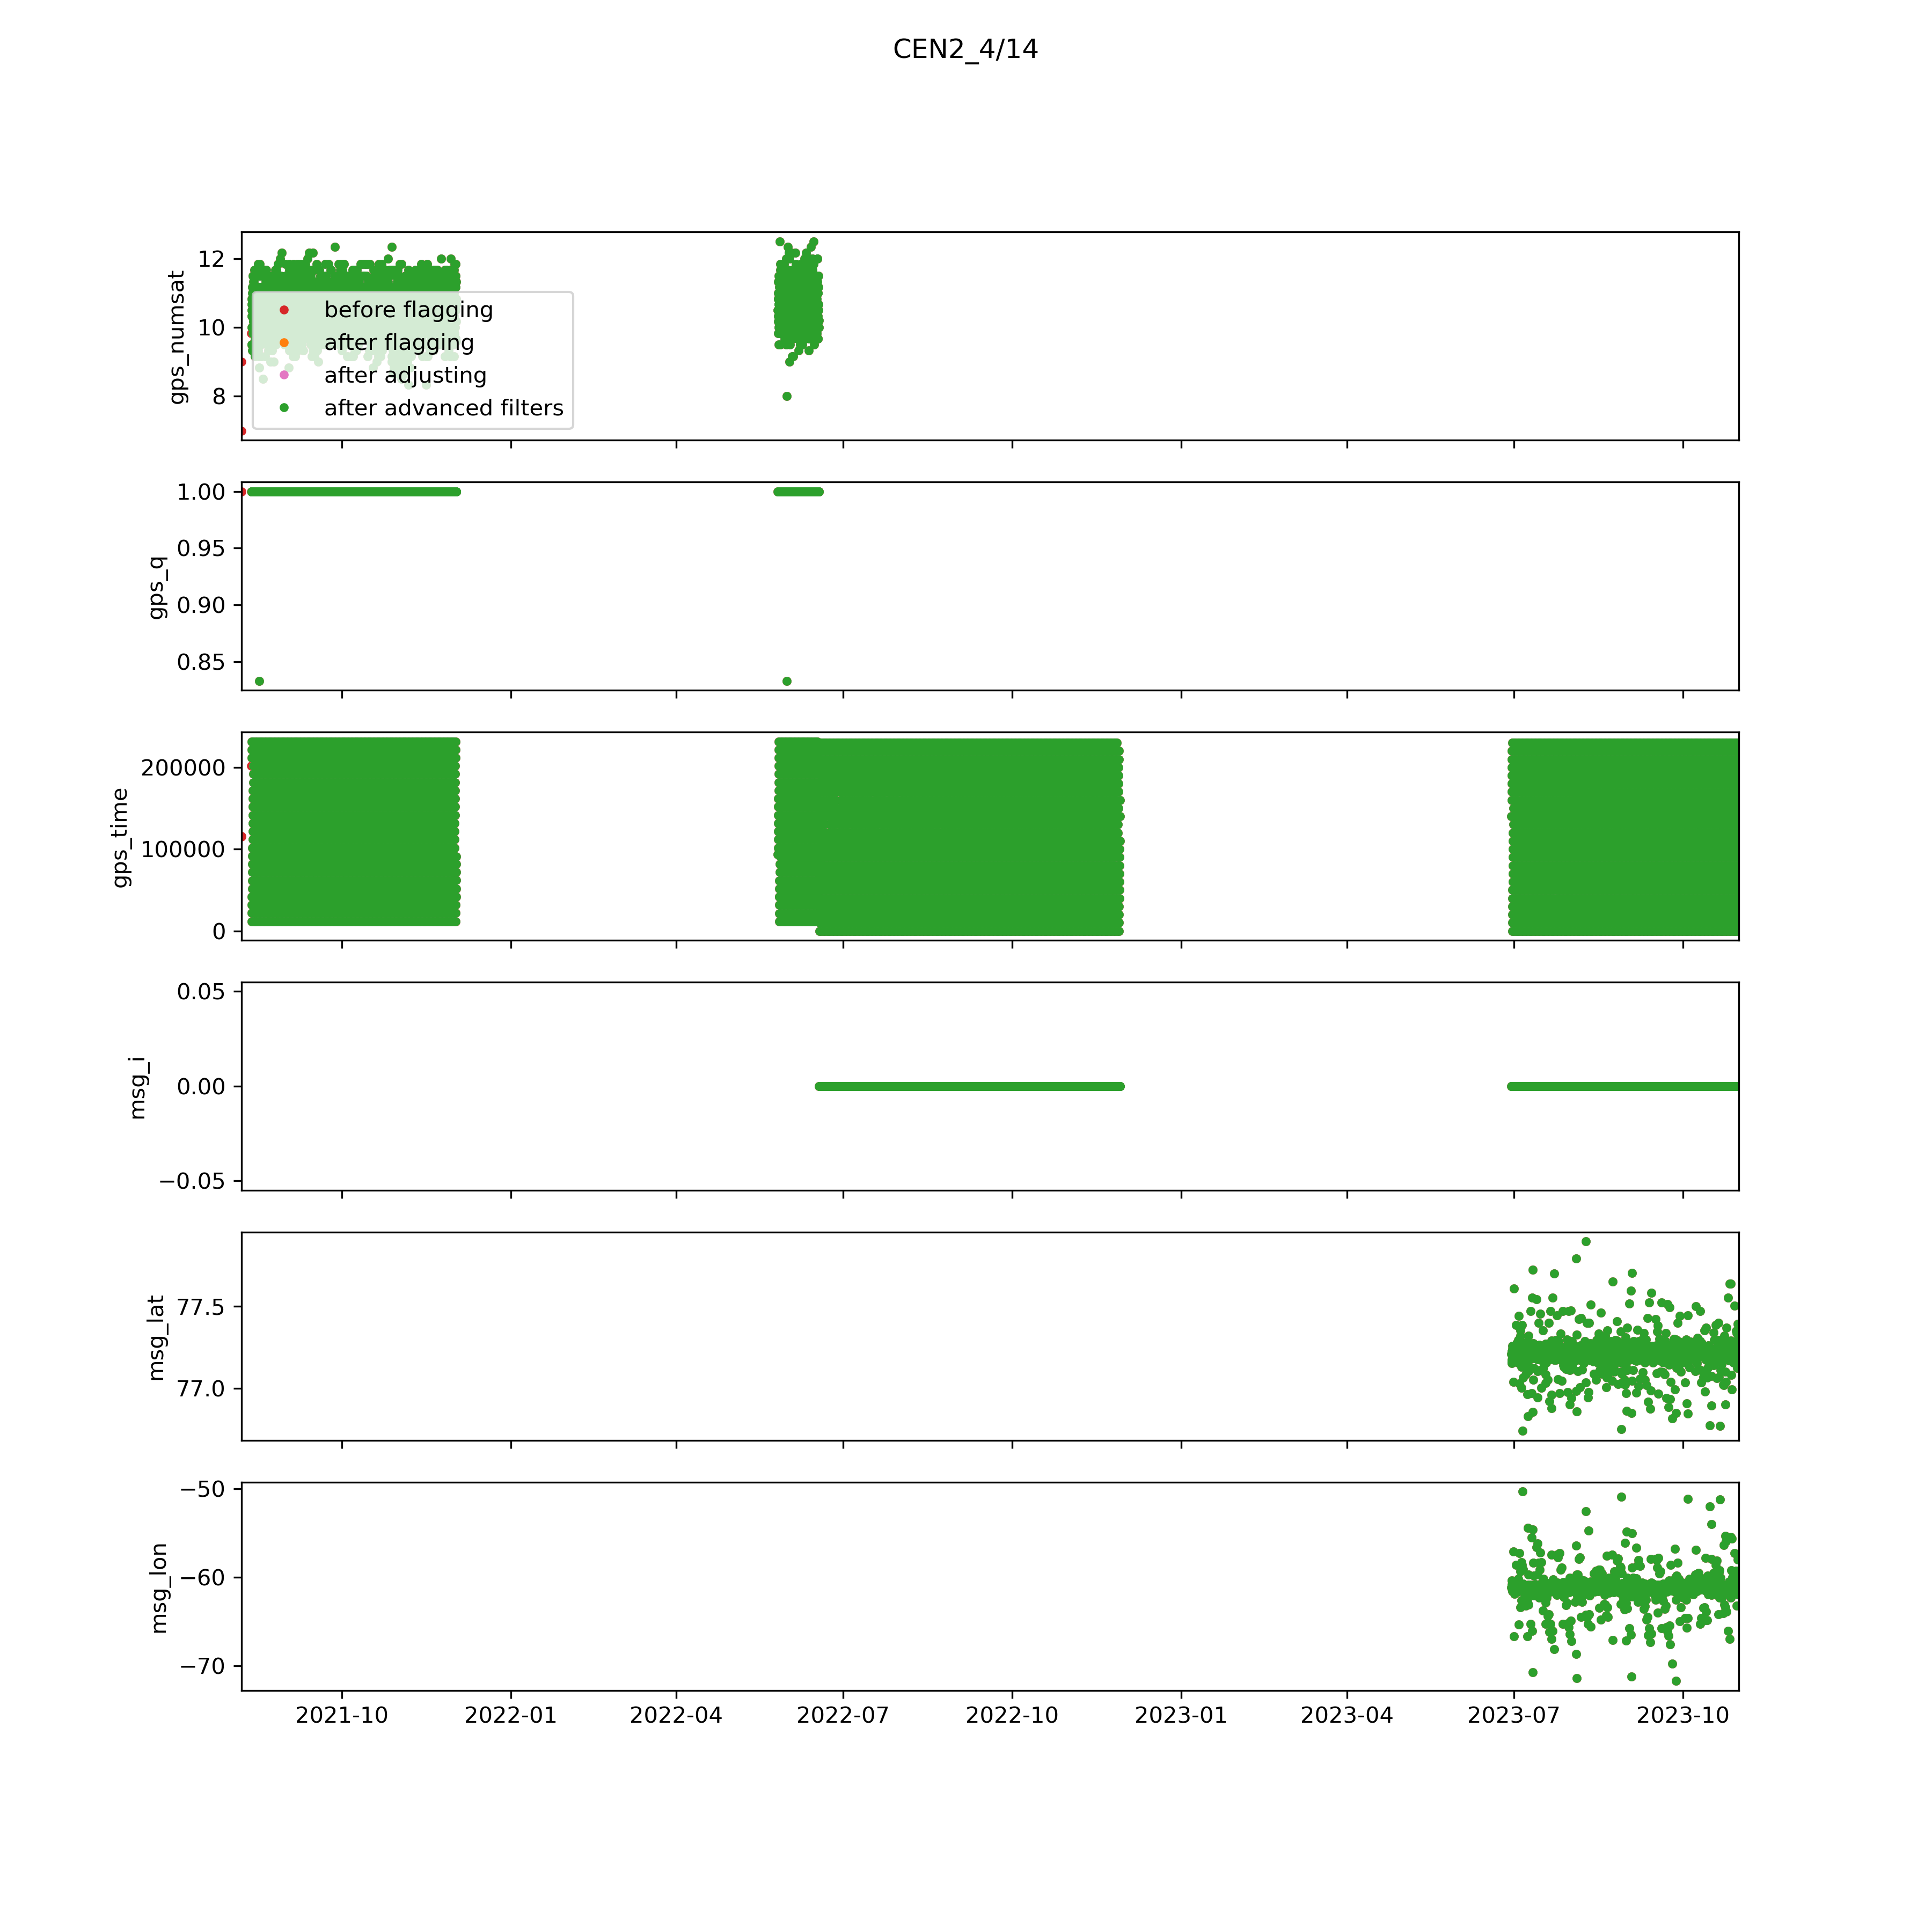 CEN2_4/14
gps_numsat
12
10
8
before flagging
after flagging
after adjusting
after advanced filters
gps_q
1.00
0.95
0.90
0.85
gps_time
200000
100000
0
msg_i
0.05
0.00
−0.05
msg_lat
77.5
77.0
msg_lon
−50
−60
−70
2021-10 2022-01 2022-04 2022-07 2022-10 2023-01 2023-04 2023-07 2023-10